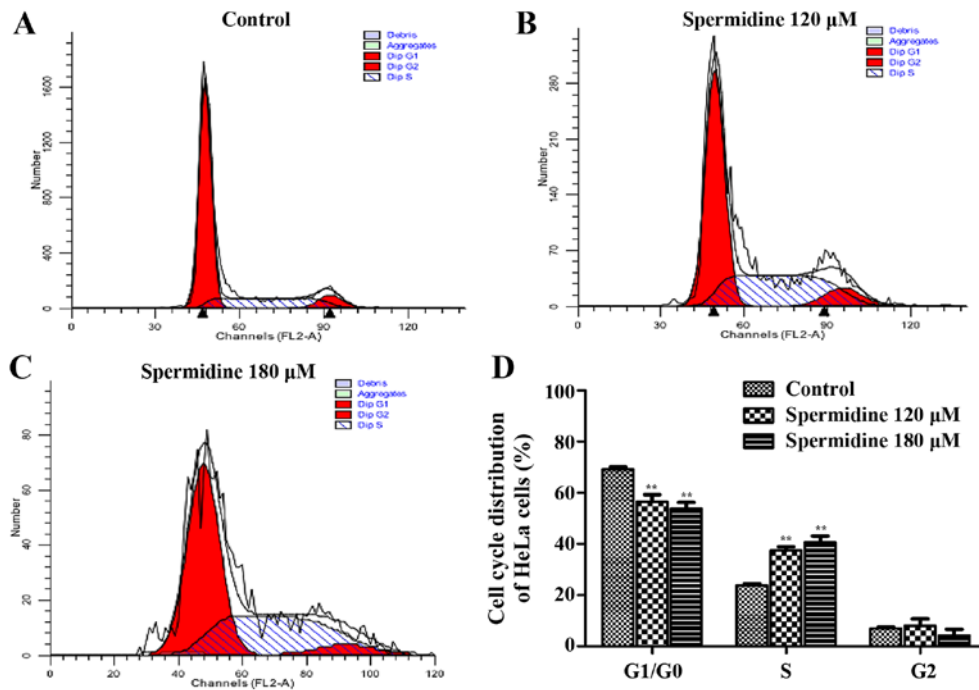 A
Control
Debris
Aggregates
Dip G1
Dip G2
Dip S
Number
1600
1200
800
400
0
0
60
120
Channels (FL2-A)
B
Spermidine 120 μM
Debris
Aggregates
Dip G1
Dip G2
Dip S
Number
280
210
140
70
0
0
60
120
Channels (FL2-A)
C
Spermidine 180 μM
Debris
Aggregates
Dip G1
Dip G2
Dip S
Number
80
60
40
20
0
0
20
40
60
80
100
120
Channels (FL2-A)
D
Control
Spermidine 120 μM
Spermidine 180 μM
Cell cycle distribution
of HeLa cells (%)
100
80
60
40
20
0
**
**
**
**
G1/G0
S
G2